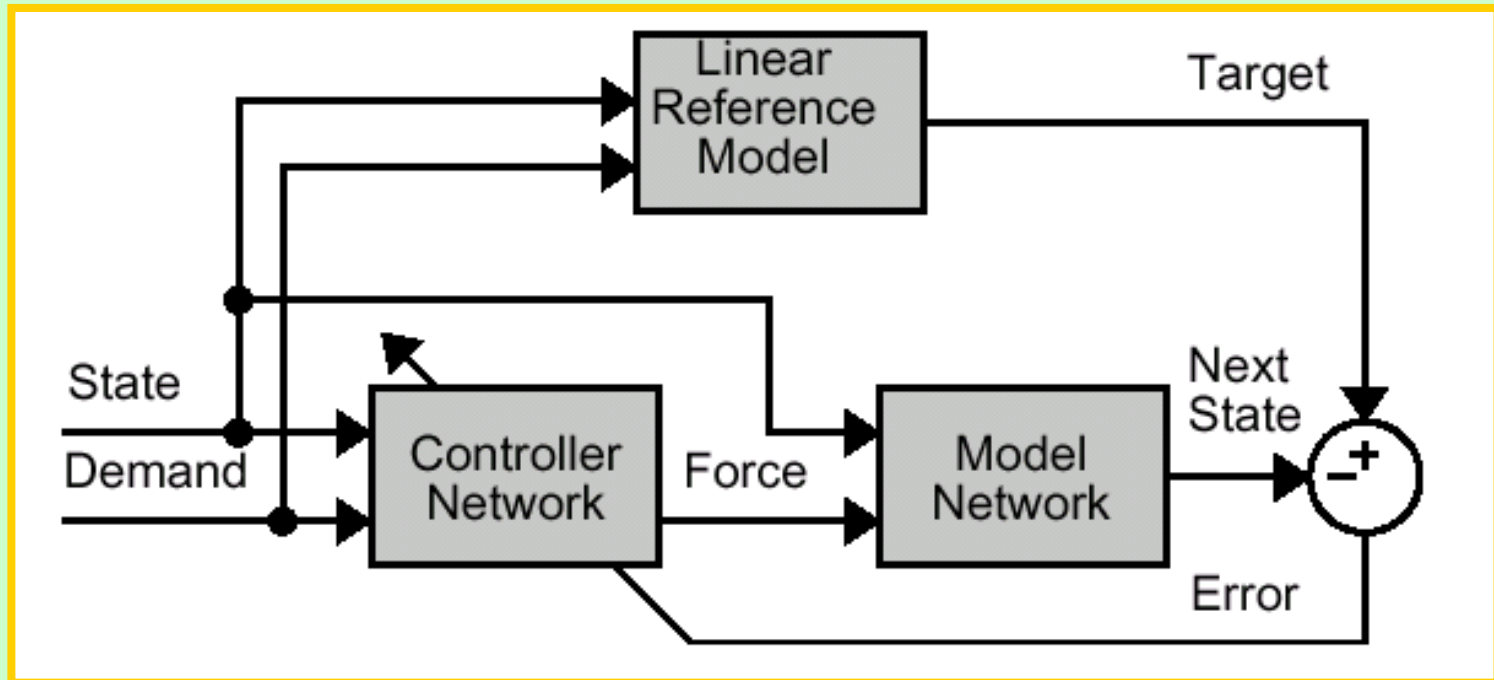 Linear
Reference
Model
Target
State
Demand
Controller
Network
Force
Model
Network
Next
State
+
−
Error